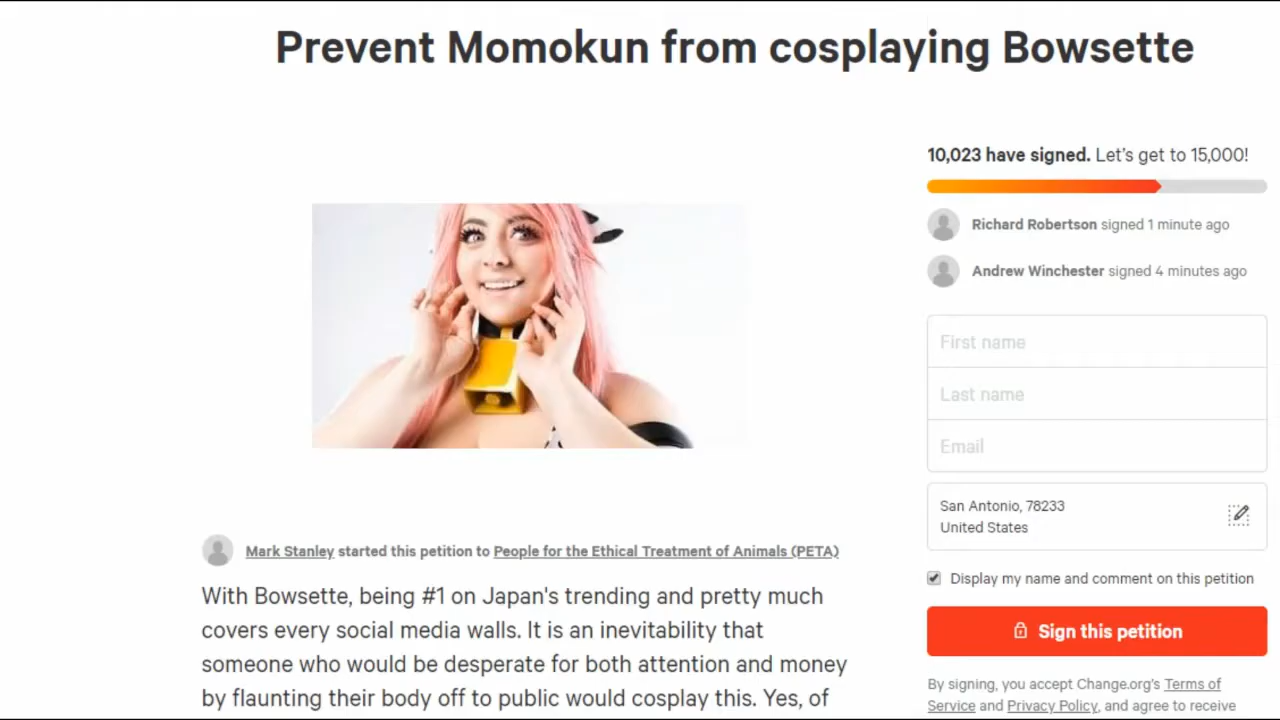 Prevent Momokun from cosplaying Bowsette
10,023 have signed. Let's get to 15,000!
Richard Robertson signed 1 minute ago
Andrew Winchester signed 4 minutes ago
First name
Last name
Email
San Antonio, 78233
United States
Display my name and comment on this petition
Sign this petition
By signing, you accept Change.org's Terms of
Service and Privacy Policy, and agree to receive
Mark Stanley started this petition to People for the Ethical Treatment of Animals (PETA)
With Bowsette, being #1 on Japan's trending and pretty much
covers every social media walls. It is an inevitability that
someone who would be desperate for both attention and money
by flaunting their body off to public would cosplay this. Yes, of